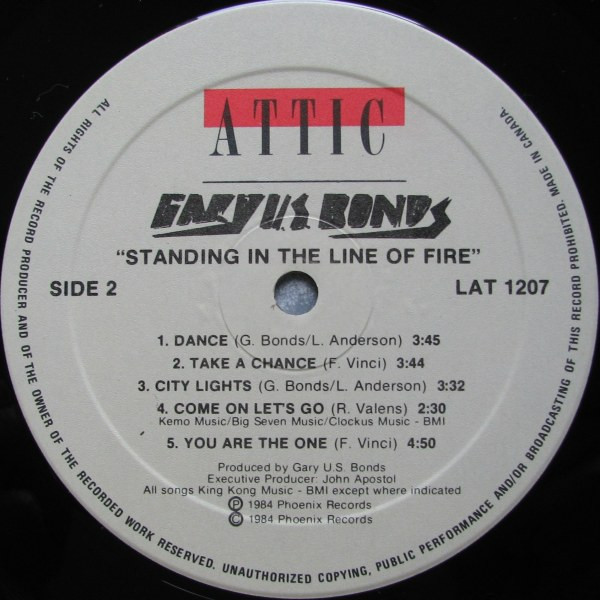 ATTIC
GARY U.S. BONDS
"STANDING IN THE LINE OF FIRE"
SIDE 2
LAT 1207
1. DANCE (G. Bonds/L. Anderson) 3:45
2. TAKE A CHANCE (F. Vinci) 3:44
3. CITY LIGHTS (G. Bonds/L. Anderson) 3:32
4. COME ON LET'S GO (R. Valens) 2:30
Kemo Music/Big Seven Music/Clockus Music - BMI
5. YOU ARE THE ONE (F. Vinci) 4:50
Produced by Gary U.S. Bonds
Executive Producer: John Apostol
All songs King Kong Music - BMI except where indicated
Ⓟ 1984 Phoenix Records
© 1984 Phoenix Records
ALL RIGHTS OF THE RECORD PRODUCER AND OF THE OWNER OF THE RECORDED WORK RESERVED. UNAUTHORIZED COPYING, PUBLIC PERFORMANCE AND/OR BROADCASTING OF THIS RECORD PROHIBITED. MADE IN CANADA.